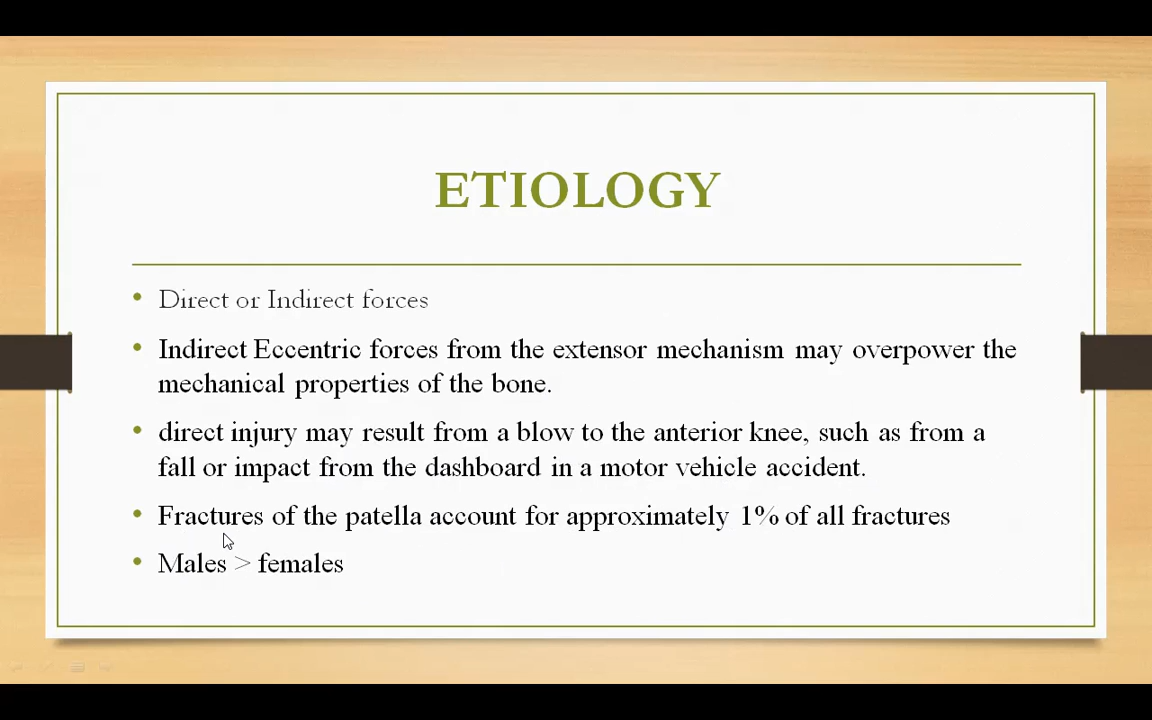 ETIOLOGY
• Direct or Indirect forces
• Indirect Eccentric forces from the extensor mechanism may overpower the
mechanical properties of the bone.
• direct injury may result from a blow to the anterior knee, such as from a
fall or impact from the dashboard in a motor vehicle accident.
• Fractures of the patella account for approximately 1% of all fractures
• Males > females